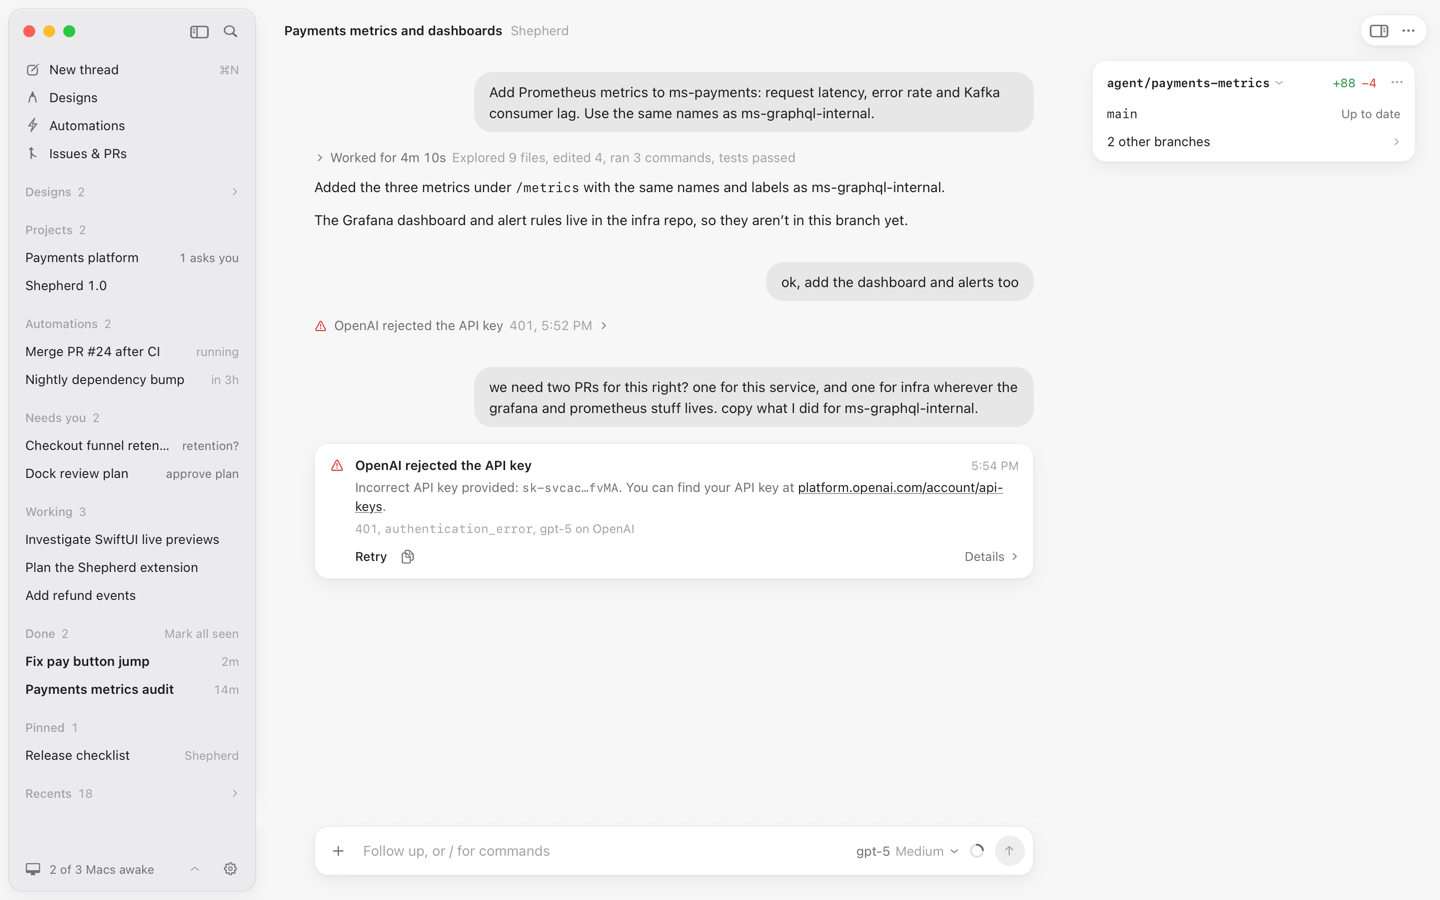 New thread ⌘N
Designs
Automations
Issues & PRs
Designs 2
Projects 2
Payments platform 1 asks you
Shepherd 1.0
Automations 2
Merge PR #24 after CI running
Nightly dependency bump in 3h
Needs you 2
Checkout funnel reten… retention?
Dock review plan approve plan
Working 3
Investigate SwiftUI live previews
Plan the Shepherd extension
Add refund events
Done 2 Mark all seen
Fix pay button jump 2m
Payments metrics audit 14m
Pinned 1
Release checklist Shepherd
Recents 18
2 of 3 Macs awake
Payments metrics and dashboards Shepherd
Add Prometheus metrics to ms-payments: request latency, error rate and Kafka
consumer lag. Use the same names as ms-graphql-internal.
Worked for 4m 10s Explored 9 files, edited 4, ran 3 commands, tests passed
Added the three metrics under /metrics with the same names and labels as ms-graphql-internal.
The Grafana dashboard and alert rules live in the infra repo, so they aren’t in this branch yet.
ok, add the dashboard and alerts too
OpenAI rejected the API key 401, 5:52 PM
we need two PRs for this right? one for this service, and one for infra wherever the
grafana and prometheus stuff lives. copy what I did for ms-graphql-internal.
OpenAI rejected the API key 5:54 PM
Incorrect API key provided: sk-svcac…fvMA. You can find your API key at platform.openai.com/account/api-
keys.
401, authentication_error, gpt-5 on OpenAI
Retry Details
Follow up, or / for commands gpt-5 Medium
agent/payments-metrics +88 −4
main Up to date
2 other branches